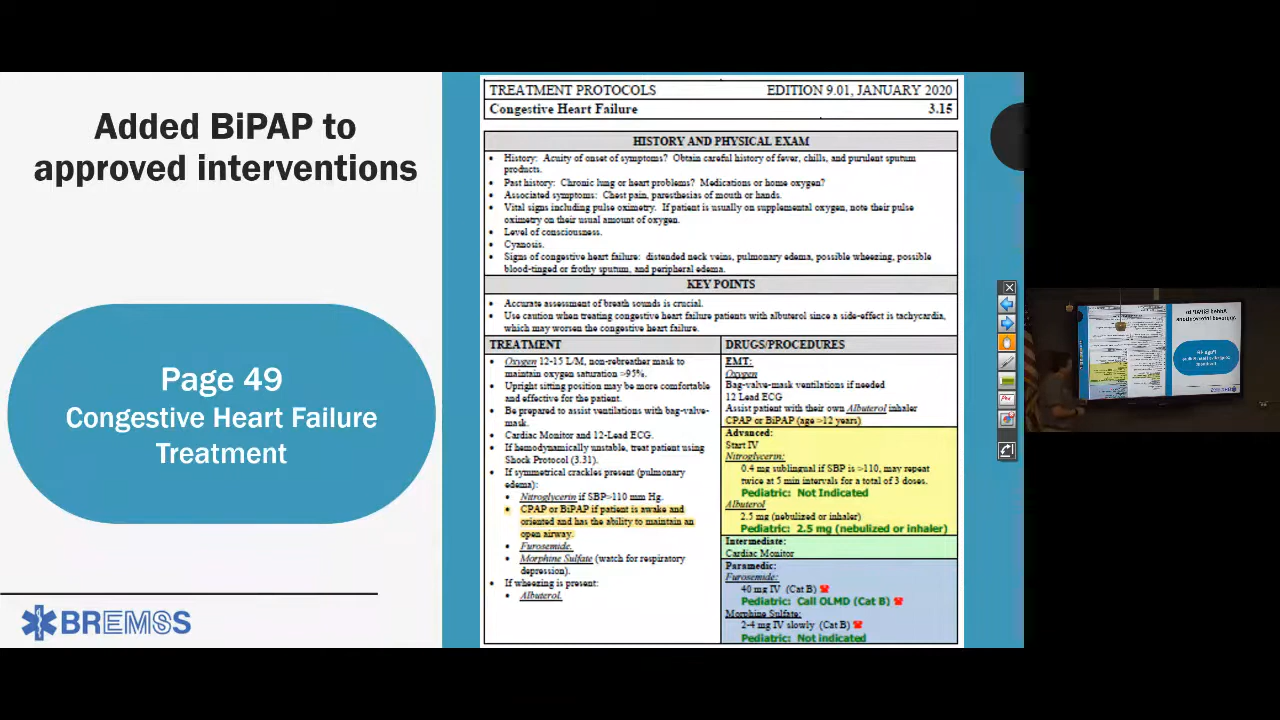 Added BiPAP to
approved interventions
Page 49
Congestive Heart Failure
Treatment
BREMSS
TREATMENT PROTOCOLS EDITION 9.01, JANUARY 2020
Congestive Heart Failure 3.15
HISTORY AND PHYSICAL EXAM
• History: Acuity of onset of symptoms? Obtain careful history of fever, chills, and purulent sputum
products.
• Past history: Chronic lung or heart problems? Medications or home oxygen?
• Associated symptoms: Chest pain, paresthesias of mouth or hands.
• Vital signs including pulse oximetry. If patient is usually on supplemental oxygen, note their pulse
oximetry on their usual amount of oxygen.
• Level of consciousness.
• Cyanosis.
• Signs of congestive heart failure: distended neck veins, pulmonary edema, possible wheezing, possible
blood-tinged or frothy sputum, and peripheral edema.
KEY POINTS
• Accurate assessment of breath sounds is crucial.
• Use caution when treating congestive heart failure patients with albuterol since a side-effect is tachycardia,
which may worsen the congestive heart failure.
TREATMENT
• Oxygen 12-15 L/M, non-rebreather mask to
maintain oxygen saturation >95%.
• Upright sitting position may be more comfortable
and effective for the patient.
• Be prepared to assist ventilations with bag-valve-
mask.
• Cardiac Monitor and 12-Lead ECG.
• If hemodynamically unstable, treat patient using
Shock Protocol (3.31).
• If symmetrical crackles present (pulmonary
edema):
• Nitroglycerin if SBP>110 mm Hg.
• CPAP or BiPAP if patient is awake and
oriented and has the ability to maintain an
open airway.
• Furosemide.
• Morphine Sulfate (watch for respiratory
depression).
• If wheezing is present:
• Albuterol.
DRUGS/PROCEDURES
EMT:
Oxygen
Bag-valve-mask ventilations if needed
12 Lead ECG
Assist patient with their own Albuterol inhaler
CPAP or BiPAP (age >12 years)
Advanced:
Start IV
Nitroglycerin:
0.4 mg sublingual if SBP is >110, may repeat
twice at 5 min intervals for a total of 3 doses.
Pediatric: Not Indicated
Albuterol
2.5 mg (nebulized or inhaler)
Pediatric: 2.5 mg (nebulized or inhaler)
Intermediate:
Cardiac Monitor
Paramedic:
Furosemide:
40 mg IV (Cat B)
Pediatric: Call OLMD (Cat B)
Morphine Sulfate:
2-4 mg IV slowly (Cat B)
Pediatric: Not indicated